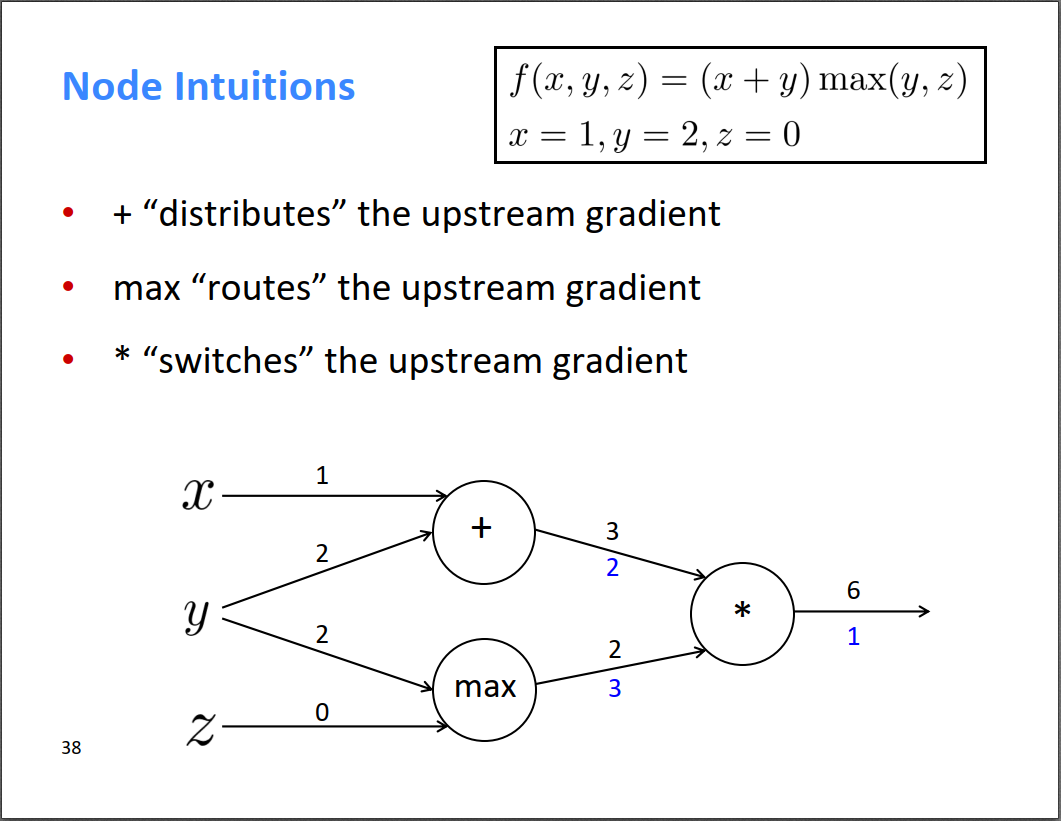 Node Intuitions
f(x, y, z) = (x + y) max(y, z)
x = 1, y = 2, z = 0
• + “distributes” the upstream gradient
• max “routes” the upstream gradient
• * “switches” the upstream gradient
x
1
+
2
3
2
y
2
max
2
3
*
6
1
z
0
38